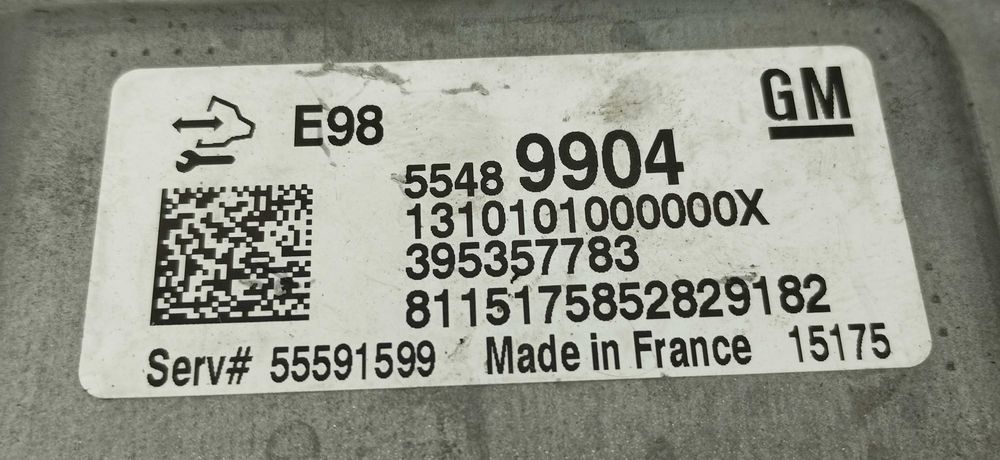 E98
GM
5548 9904
1310101000000X
395357783
8115175852829182
Serv# 55591599 Made in France 15175